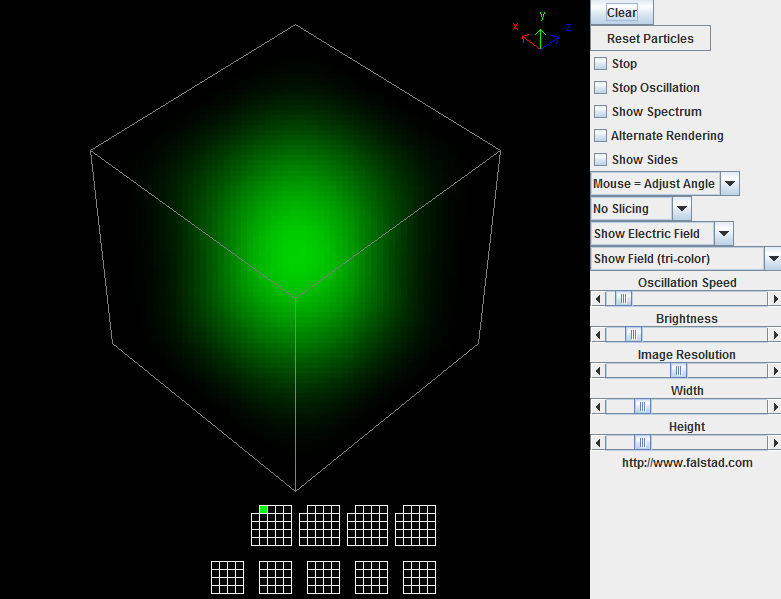 x
y
z
Clear
Reset Particles
Stop
Stop Oscillation
Show Spectrum
Alternate Rendering
Show Sides
Mouse = Adjust Angle
No Slicing
Show Electric Field
Show Field (tri-color)
Oscillation Speed
Brightness
Image Resolution
Width
Height
http://www.falstad.com